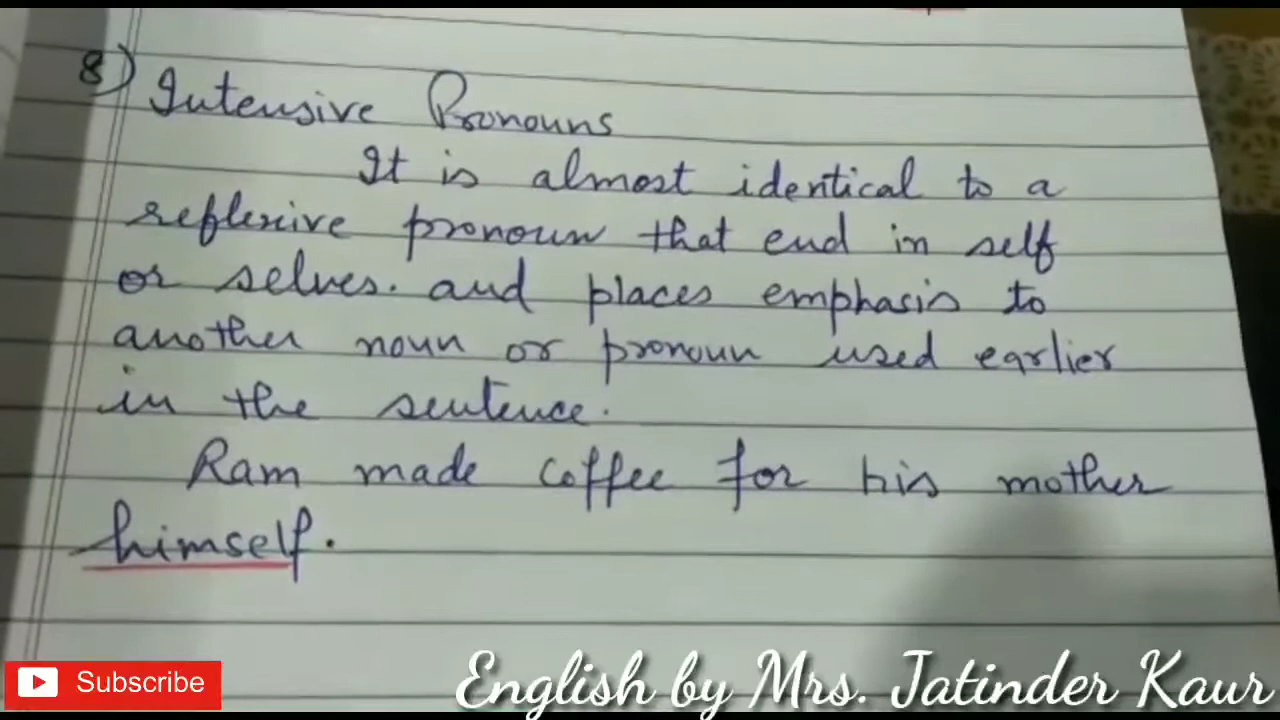 8) Intensive Pronouns
It is almost identical to a
reflexive pronoun that end in self
or selves. and places emphasis to
another noun or pronoun used earlier
in the sentence.
Ram made coffee for his mother
himself.
Subscribe
English by Mrs. Jatinder Kaur